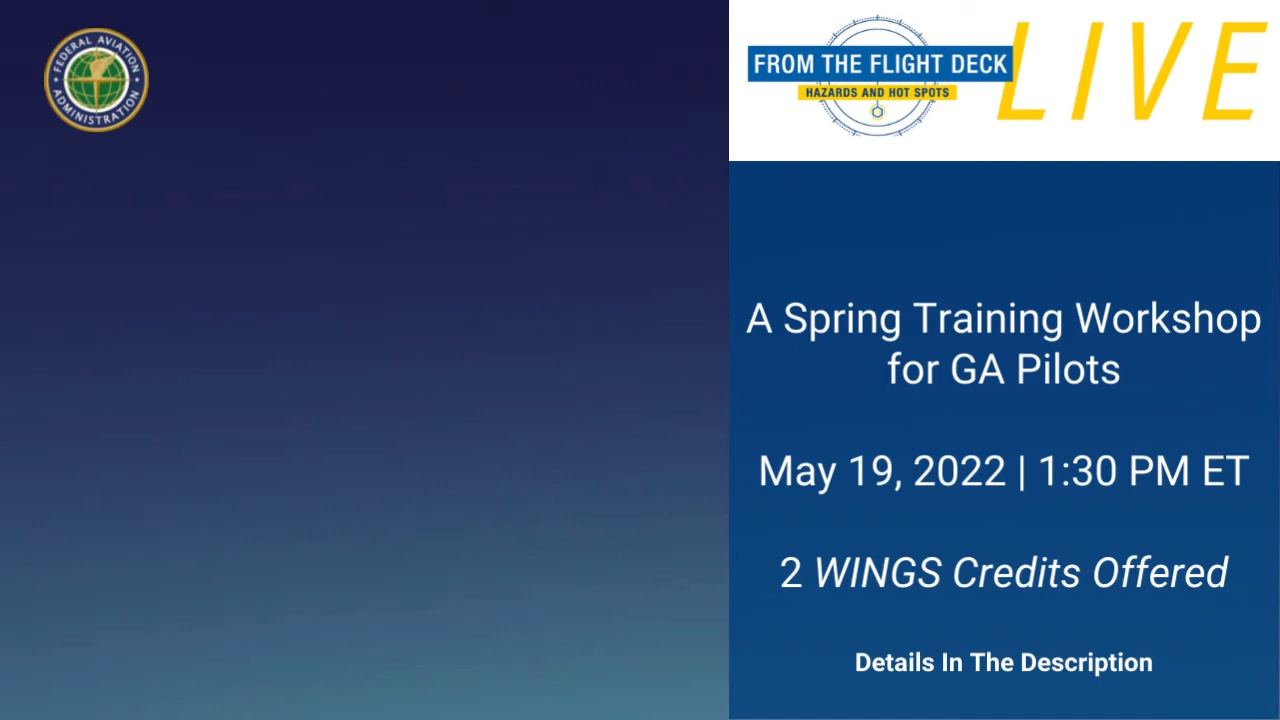 FEDERAL AVIATION
ADMINISTRATION
FROM THE FLIGHT DECK
HAZARDS AND HOT SPOTS
LIVE
A Spring Training Workshop
for GA Pilots
May 19, 2022 | 1:30 PM ET
2 WINGS Credits Offered
Details In The Description